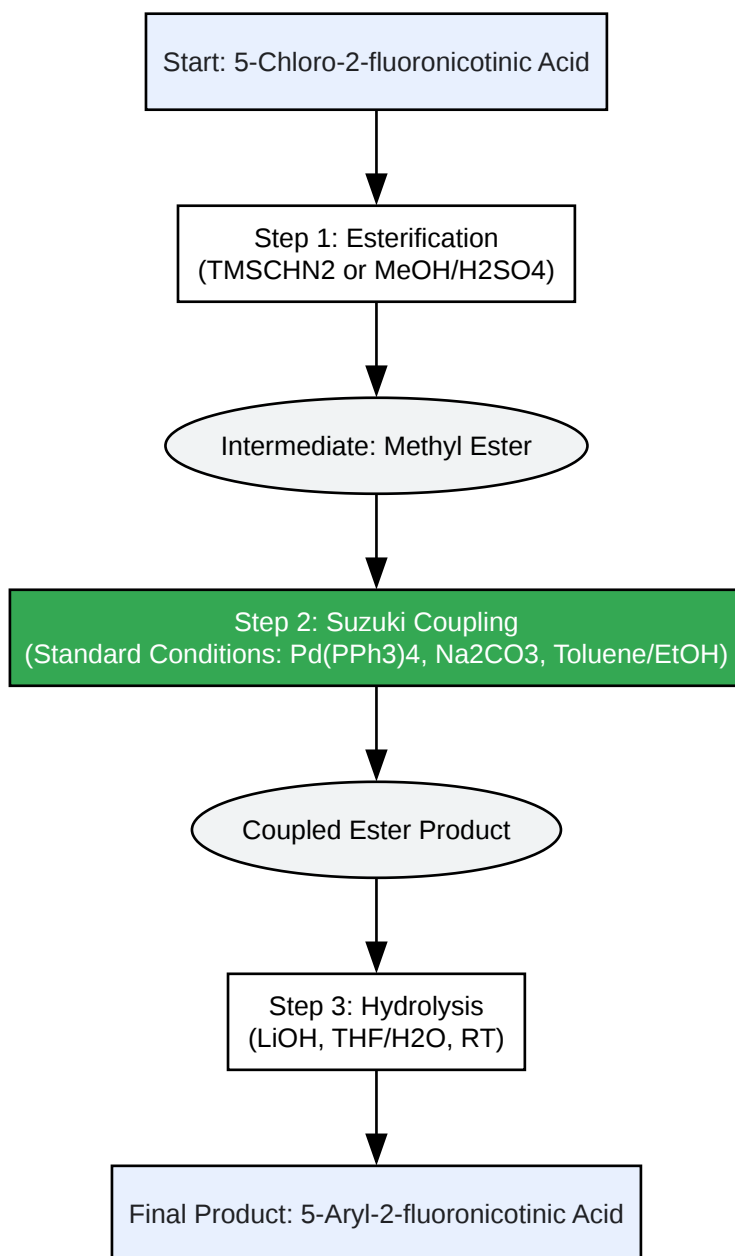 Start: 5-Chloro-2-fluoronicotinic Acid
Step 1: Esterification
(TMSCHN2 or MeOH/H2SO4)
Intermediate: Methyl Ester
Step 2: Suzuki Coupling
(Standard Conditions: Pd(PPh3)4, Na2CO3, Toluene/EtOH)
Coupled Ester Product
Step 3: Hydrolysis
(LiOH, THF/H2O, RT)
Final Product: 5-Aryl-2-fluoronicotinic Acid